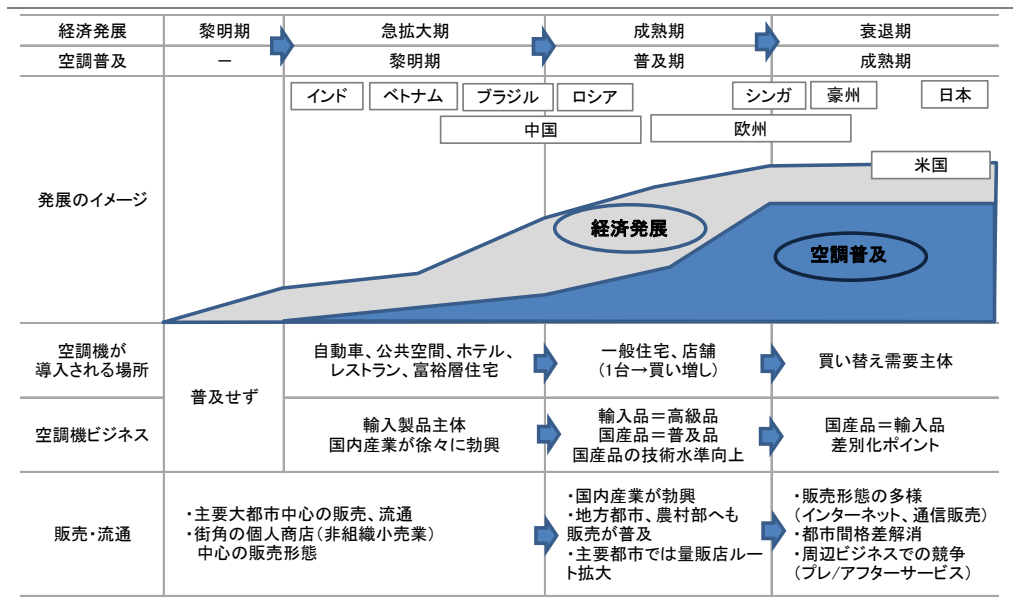 経済発展
黎明期
急拡大期
成熟期
衰退期
空調普及
－
黎明期
普及期
成熟期
発展のイメージ
インド
ベトナム
ブラジル
ロシア
シンガ
豪州
日本
中国
欧州
米国
経済発展
空調普及
空調機が
導入される場所
普及せず
自動車、公共空間、ホテル、
レストラン、富裕層住宅
一般住宅、店舗
(1台→買い増し)
買い替え需要主体
空調機ビジネス
輸入製品主体
国内産業が徐々に勃興
輸入品＝高級品
国産品＝普及品
国産品の技術水準向上
国産品＝輸入品
差別化ポイント
販売・流通
・主要大都市中心の販売、流通
・街角の個人商店（非組織小売業）
中心の販売形態
・国内産業が勃興
・地方都市、農村部へも
販売が普及
・主要都市では量販店ルー
ト拡大
・販売形態の多様
（インターネット、通信販売）
・都市間格差解消
・周辺ビジネスでの競争
（プレ/アフターサービス）